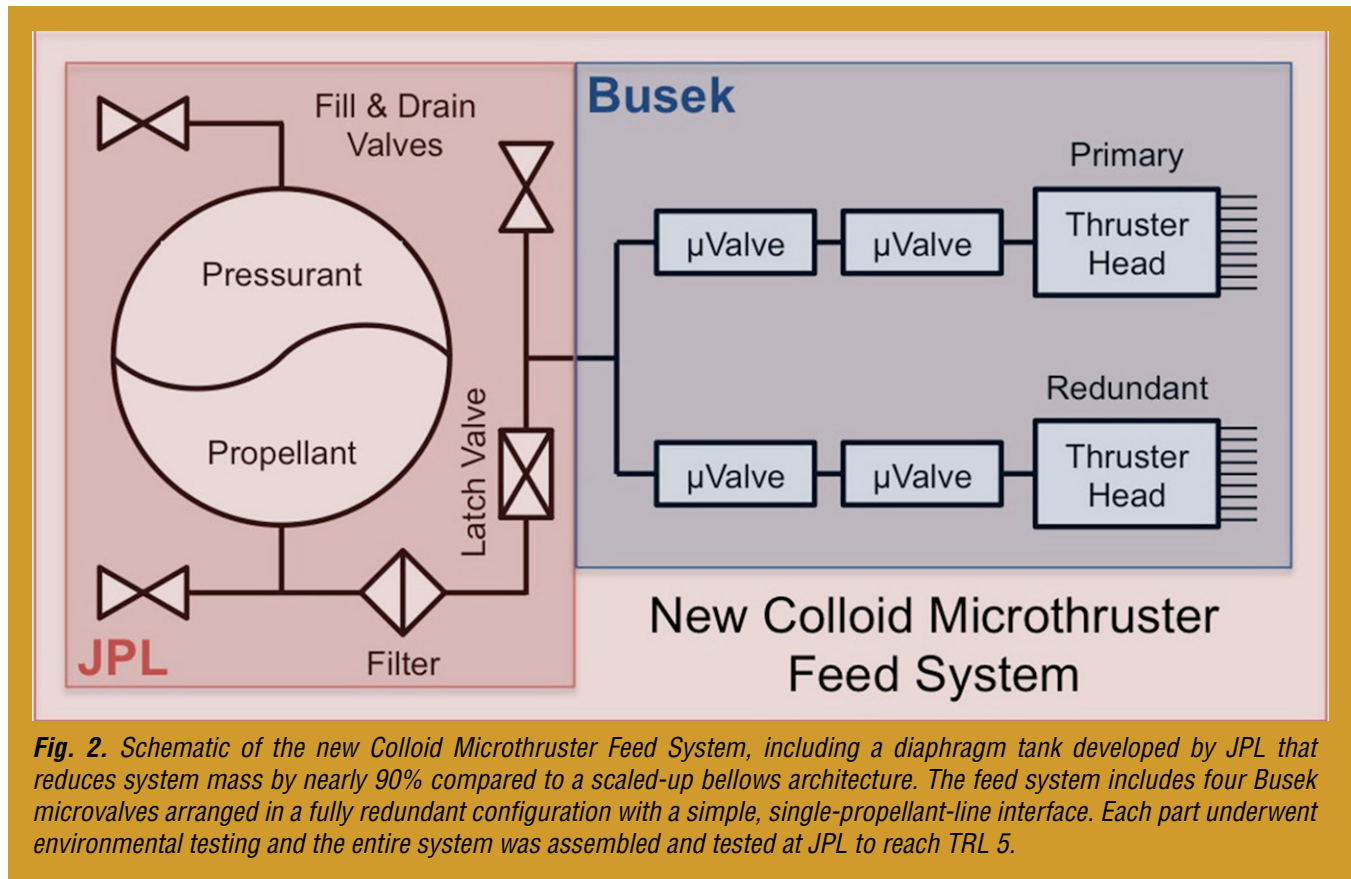 Fill & Drain
Valves
Busek
Primary
Pressurant
µValve
µValve
Thruster
Head
Propellant
Latch Valve
Redundant
µValve
µValve
Thruster
Head
JPL
Filter
New Colloid Microthruster
Feed System
Fig. 2. Schematic of the new Colloid Microthruster Feed System, including a diaphragm tank developed by JPL that
reduces system mass by nearly 90% compared to a scaled-up bellows architecture. The feed system includes four Busek
microvalves arranged in a fully redundant configuration with a simple, single-propellant-line interface. Each part underwent
environmental testing and the entire system was assembled and tested at JPL to reach TRL 5.